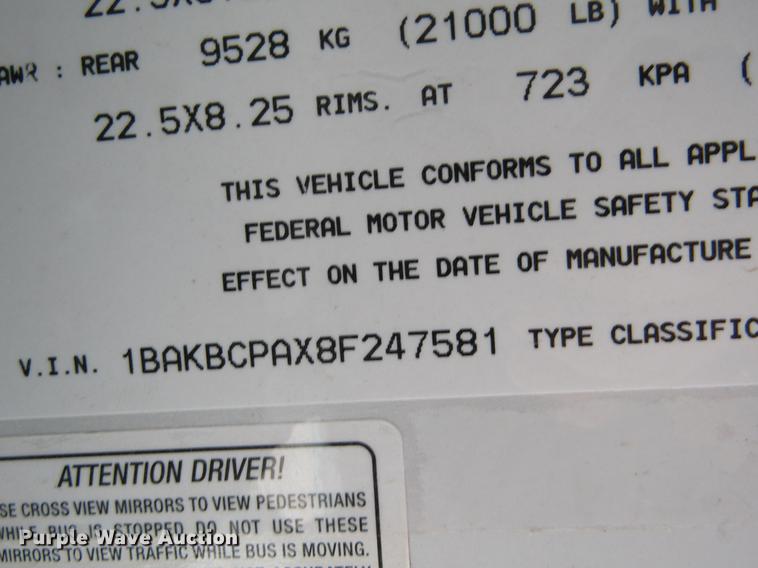 AWR : REAR 9528 KG (21000 LB) WITH
22.5X8.25 RIMS. AT 723 KPA (
THIS VEHICLE CONFORMS TO ALL APPL
FEDERAL MOTOR VEHICLE SAFETY STA
EFFECT ON THE DATE OF MANUFACTURE
V.I.N. 1BAKBCPAX8F247581 TYPE CLASSIFIC
ATTENTION DRIVER!
SE CROSS VIEW MIRRORS TO VIEW PEDESTRIANS
WHILE BUS IS STOPPED. DO NOT USE THESE
MIRRORS TO VIEW TRAFFIC WHILE BUS IS MOVING.
Purple Wave Auction